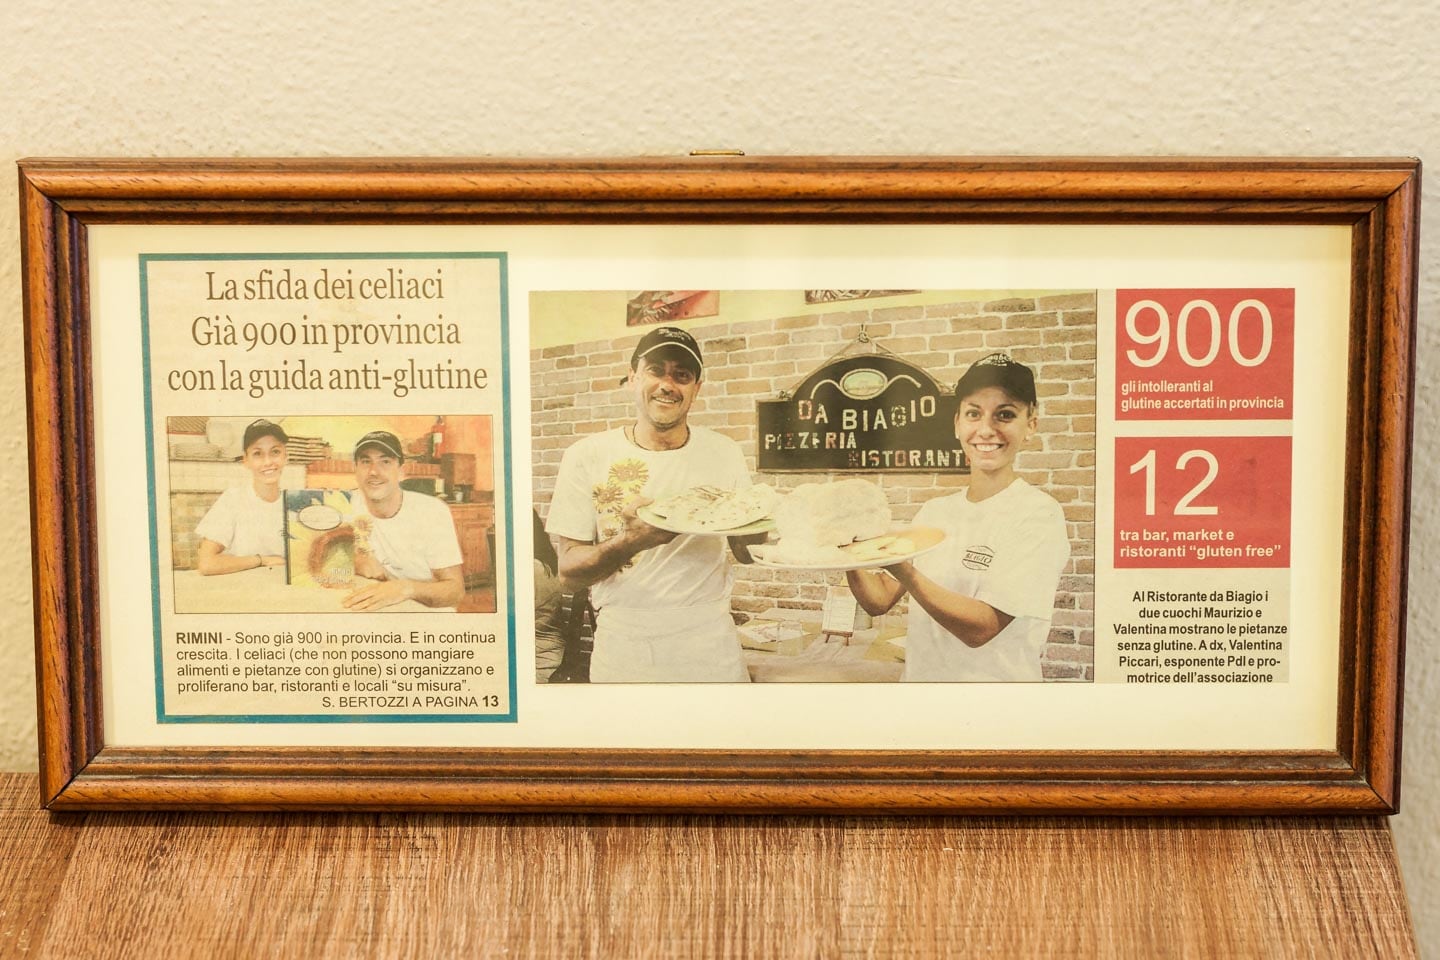 La sfida dei celiaci
Già 900 in provincia
con la guida anti-glutine
RIMINI - Sono già 900 in provincia. E in continua
crescita. I celiaci (che non possono mangiare
alimenti e pietanze con glutine) si organizzano e
proliferano bar, ristoranti e locali “su misura”.
S. BERTOZZI A PAGINA 13
DA BIAGIO
PIZZERIA
RISTORANT
BIAGIO
900
gli intolleranti al
glutine accertati in provincia
12
tra bar, market e
ristoranti “gluten free”
Al Ristorante da Biagio i
due cuochi Maurizio e
Valentina mostrano le pietanze
senza glutine. A dx, Valentina
Piccari, esponente Pdl e pro-
motrice dell’associazione